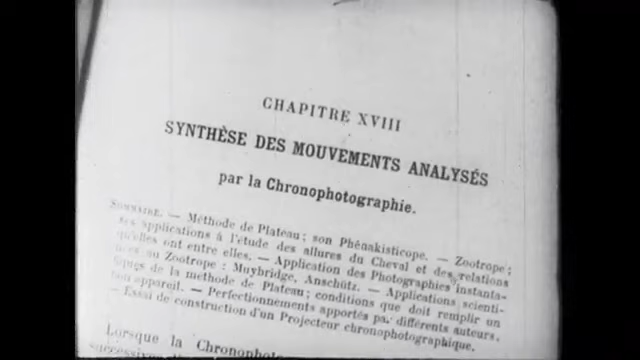 CHAPITRE XVIII
SYNTHÈSE DES MOUVEMENTS ANALYSÉS
par la Chronophotographie.
SOMMAIRE. — Méthode de Plateau ; son Phénakisticope. — Zootrope ;
ses applications à l'étude des allures du Cheval et des relations
qu'elles ont entre elles. — Application des Photographies instanta-
nées au Zootrope : Muybridge, Anschütz. — Applications scienti-
fiques de la méthode de Plateau ; conditions que doit remplir un
bon appareil. — Perfectionnements apportés par différents auteurs.
— Essai de construction d'un Projecteur chronophotographique.
Lorsque la Chronophoto
successives